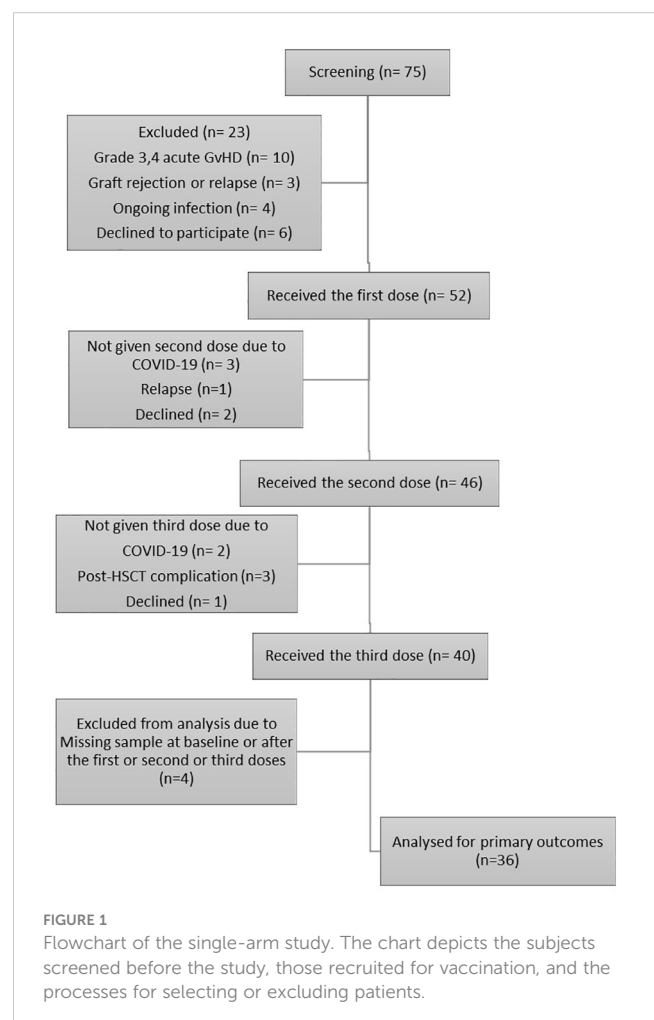 Screening (n= 75)
Excluded (n= 23)
Grade 3,4 acute GvHD (n= 10)
Graft rejection or relapse (n= 3)
Ongoing infection (n= 4)
Declined to participate (n= 6)
Received the first dose (n= 52)
Not given second dose due to
COVID-19 (n= 3)
Relapse (n=1)
Declined (n= 2)
Received the second dose (n= 46)
Not given third dose due to
COVID-19 (n= 2)
Post-HSCT complication (n=3)
Declined (n= 1)
Received the third dose (n= 40)
Excluded from analysis due to
Missing sample at baseline or after
the first or second or third doses
(n=4)
Analysed for primary outcomes
(n=36)
FIGURE 1
Flowchart of the single-arm study. The chart depicts the subjects
screened before the study, those recruited for vaccination, and the
processes for selecting or excluding patients.